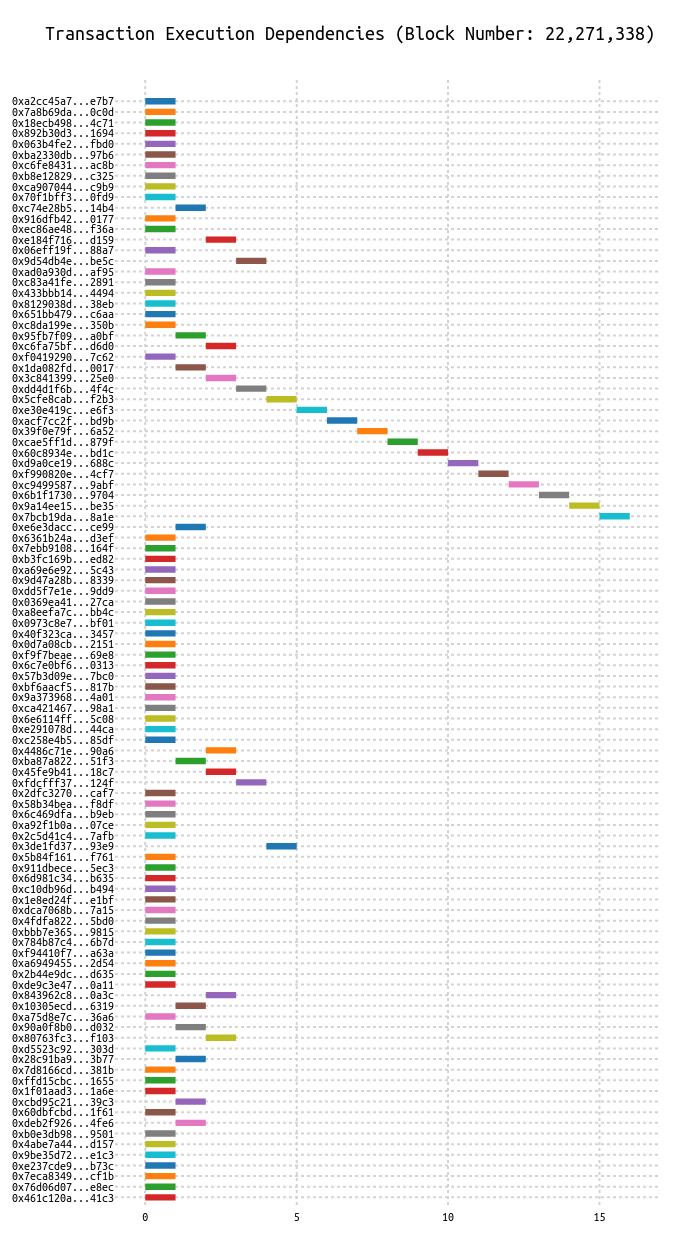 Transaction Execution Dependencies (Block Number: 22,271,338)
0xa2cc45a7...e7b7
0x7a8b69da...0c0d
0x18ecb498...4c71
0x892b30d3...1694
0x063b4fe2...fbd0
0xba2330db...97b6
0xc6fe8431...ac8b
0xb8e12829...c325
0xca907044...c9b9
0x70f1bff3...0fd9
0xc74e28b5...14b4
0x916dfb42...0177
0xec86ae48...f36a
0xe184f716...d159
0x06eff19f...88a7
0x9d54db4e...be5c
0xad0a930d...af95
0xc83a41fe...2891
0x433bbb14...4494
0x8129038d...38eb
0x651bb479...c6aa
0xc8da199e...350b
0x95fb7f09...a0bf
0xc6fa75bf...d6d0
0xf0419290...7c62
0x1da082fd...0017
0x3c841399...25e0
0xdd4d1f6b...4f4c
0x5cfe8cab...f2b3
0xe30e419c...e6f3
0xacf7cc2f...bd9b
0x39f0e79f...6a52
0xcae5ff1d...879f
0x60c8934e...bd1c
0xd9a0ce19...688c
0xf990820e...4cf7
0xc9499587...9abf
0x6b1f1730...9704
0x9a14ee15...be35
0x7bcb19da...8a1e
0xe6e3dacc...ce99
0x6361b24a...d3ef
0x7ebb9108...164f
0xb3fc169b...ed82
0xa69e6e92...5c43
0x9d47a28b...8339
0xdd5f7e1e...9dd9
0x0369ea41...27ca
0xa8eefa7c...bb4c
0x0973c8e7...bf01
0x40f323ca...3457
0x0d7a08cb...2151
0xf9f7beae...69e8
0x6c7e0bf6...0313
0x57b3d09e...7bc0
0xbf6aacf5...817b
0x9a373968...4a01
0xca421467...98a1
0x6e6114ff...5c08
0xe291078d...44ca
0xc258e4b5...85df
0x4486c71e...90a6
0xba87a822...51f3
0x45fe9b41...18c7
0xfdcfff37...124f
0x2dfc3270...caf7
0x58b34bea...f8df
0x6c469dfa...b9eb
0xa92f1b0a...07ce
0x2c5d41c4...7afb
0x3de1fd37...93e9
0x5b84f161...f761
0x911dbece...5ec3
0x6d981c34...b635
0xc10db96d...b494
0x1e8ed24f...e1bf
0xdca7068b...7a15
0x4fdfa822...5bd0
0xbbb7e365...9815
0x784b87c4...6b7d
0xf94410f7...a63a
0xa6949455...2d54
0x2b44e9dc...d635
0xde9c3e47...0a11
0x843962c8...0a3c
0x10305ecd...6319
0xa75d8e7c...36a6
0x90a0f8b0...d032
0x80763fc3...f103
0xd5523c92...303d
0x28c91ba9...3b77
0x7d8166cd...381b
0xffd15cbc...1655
0x1f01aad3...1a6e
0xcbd95c21...39c3
0x60dbfcbd...1f61
0xdeb2f926...4fe6
0xb0e3db98...9501
0x4abe7a44...d157
0x9be35d72...e1c3
0xe237cde9...b73c
0x7eca8349...cf1b
0x76d06d07...e8ec
0x461c120a...41c3
0 5 10 15